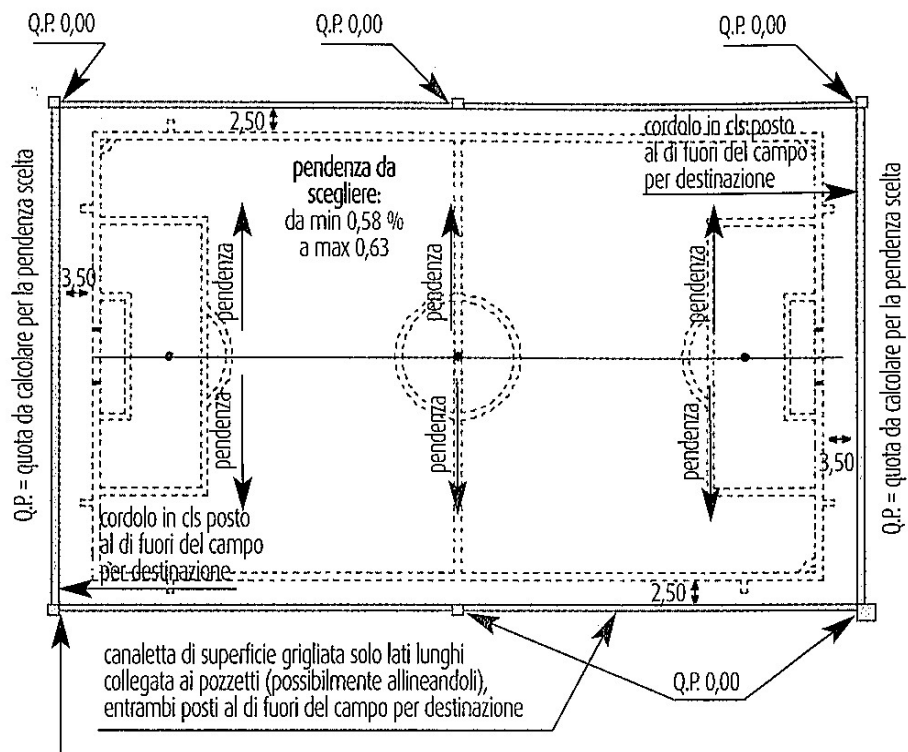 Q.P. 0,00
Q.P. 0,00
Q.P. 0,00
2,50
cordolo in cls posto
al di fuori del campo
per destinazione
pendenza da
scegliere:
da min 0,58 %
a max 0,63
Q.P. = quota da calcolare per la pendenza scelta
Q.P. = quota da calcolare per la pendenza scelta
pendenza
pendenza
pendenza
3,50
pendenza
pendenza
pendenza
3,50
cordolo in cls posto
al di fuori del campo
per destinazione
2,50
canaletta di superficie grigliata solo lati lunghi
collegata ai pozzetti (possibilmente allineandoli),
entrambi posti al di fuori del campo per destinazione
Q.P. 0,00